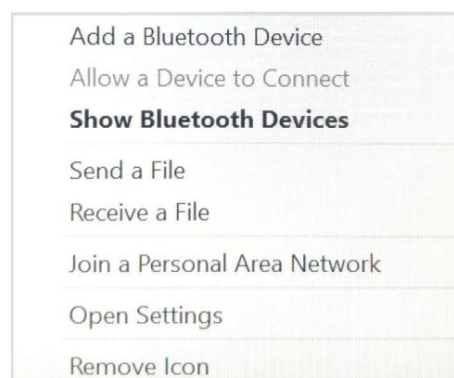 Add a Bluetooth Device
Allow a Device to Connect
Show Bluetooth Devices
Send a File
Receive a File
Join a Personal Area Network
Open Settings
Remove Icon